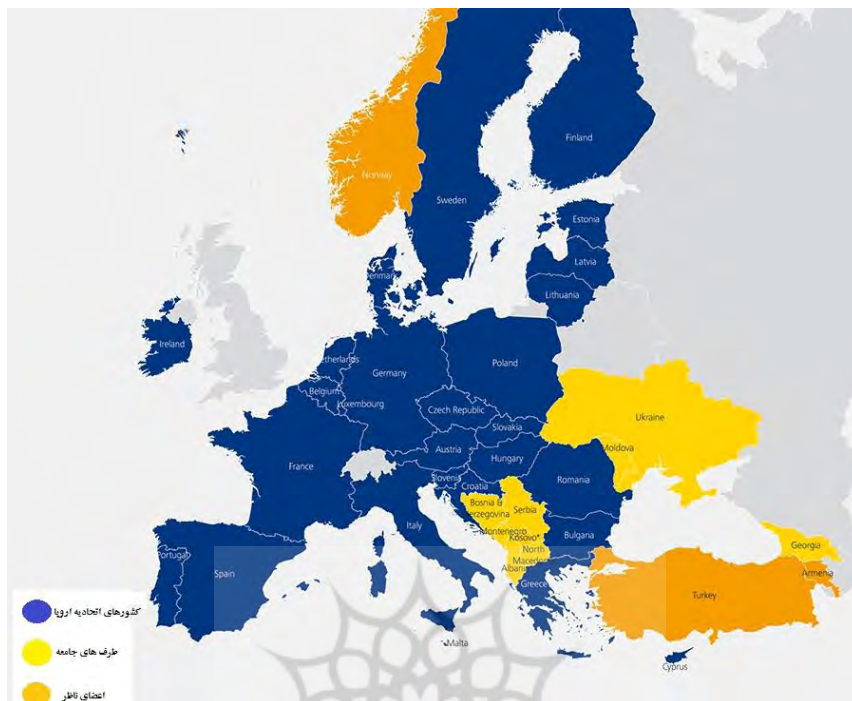 Norway
Finland
Sweden
Estonia
Latvia
Denmark
Lithuania
Ireland
Netherlands
Germany
Poland
Belgium
Luxembourg
Czech Republic
Ukraine
Slovakia
Moldova
Austria
Hungary
France
Slovenia
Croatia
Romania
Bosnia &
Herzegovina
Serbia
Italy
Montenegro
Kosovo*
Bulgaria
Georgia
North
Macedon
Portugal
Spain
Albani
Armenia
Greece
Turkey
Malta
Cyprus
کشورهای اتحادیه اروپا
طرف های جامعه
اعضای ناظر